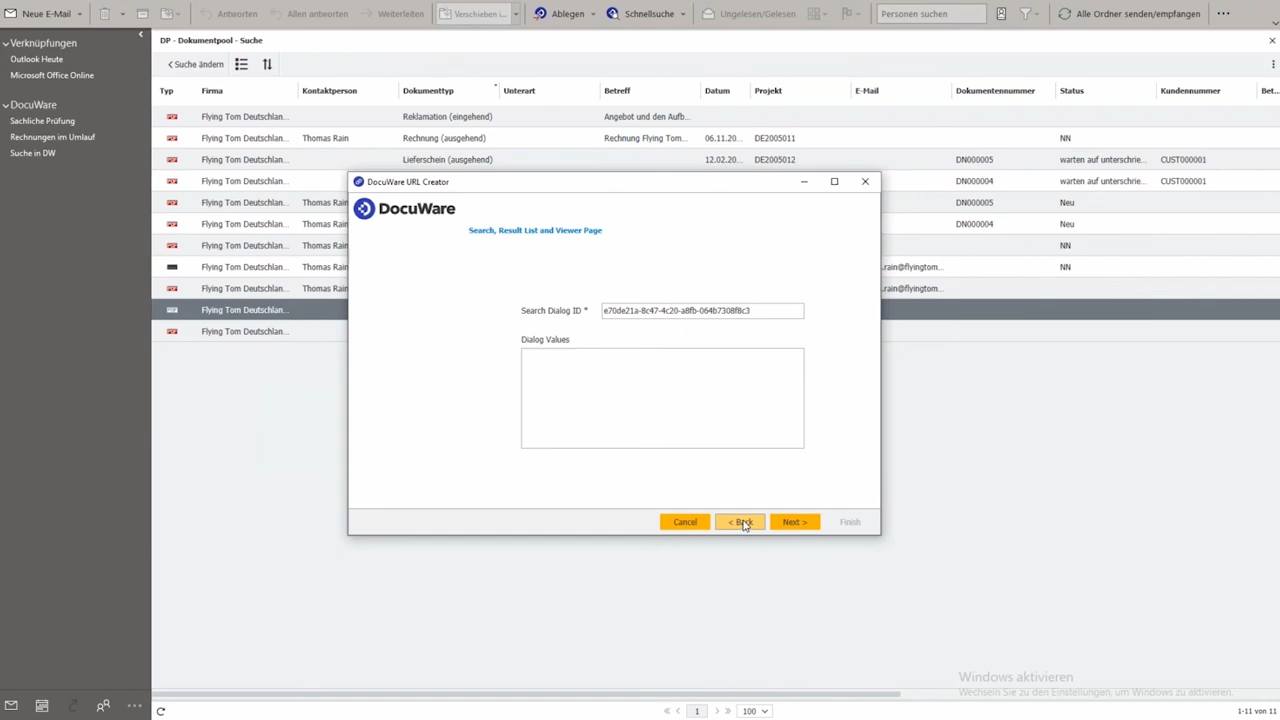 Neue E-Mail Antworten Allen antworten Weiterleiten Verschieben i... Ablegen Schnellsuche Ungelesen/Gelesen Personen suchen Alle Ordner senden/empfangen ...
Verknüpfungen
Outlook Heute
Microsoft Office Online
DocuWare
Sachliche Prüfung
Rechnungen im Umlauf
Suche in DW
DP - Dokumentpool - Suche
Suche ändern
Typ Firma Kontaktperson Dokumenttyp Unterart Betreff Datum Projekt E-Mail Dokumentennummer Status Kundennummer Bet...
Flying Tom Deutschlan... Reklamation (eingehend) Angebot und den Aufb...
Flying Tom Deutschlan... Thomas Rain Rechnung (ausgehend) Rechnung Flying Tom... 06.11.20... DE2005011 NN
Flying Tom Deutschlan... Lieferschein (ausgehend) 12.02.20... DE2005012 DN000005 warten auf unterschrie... CUST000001
Flying Tom Deutschlan... DN000004 warten auf unterschrie... CUST000001
Flying Tom Deutschlan... Thomas Rain DN000005 Neu
Flying Tom Deutschlan... Thomas Rain DN000004 Neu
Flying Tom Deutschlan... Thomas Rain NN
Flying Tom Deutschlan... Thomas Rain .rain@flyingtom... NN
Flying Tom Deutschlan... Thomas Rain .rain@flyingtom...
Flying Tom Deutschlan...
Flying Tom Deutschlan...
DocuWare URL Creator
DocuWare
Search, Result List and Viewer Page
Search Dialog ID * e70de21a-8c47-4c20-a8fb-064b7308f8c3
Dialog Values
Cancel < Back Next > Finish
Windows aktivieren
Wechseln Sie zu den Einstellungen, um Windows zu aktivieren.
1 100 1-11 von 11